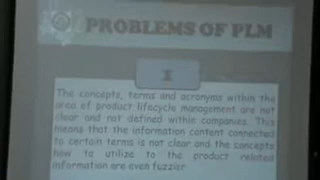 PROBLEMS OF PLM
I
The concepts, terms and acronyms within the
area of product lifecycle management are not
clear and not defined within companies. This
means that the information content connected
to certain terms is not clear and the concepts
how to utilize to the product related
information are even fuzzier